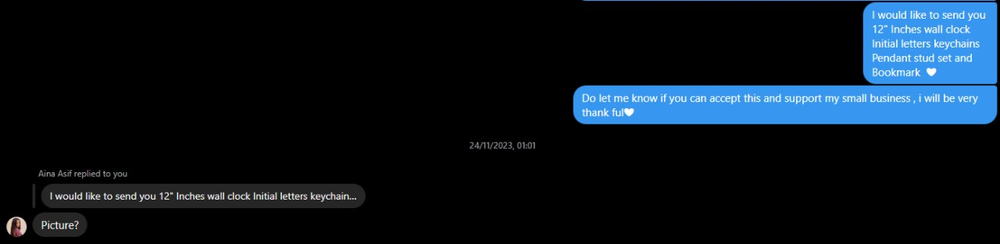 I would like to send you
12" Inches wall clock
Initial letters keychains
Pendant stud set and
Bookmark 🤍
Do let me know if you can accept this and support my small business , i will be very
thank ful🤍
24/11/2023, 01:01
Aina Asif replied to you
I would like to send you 12" Inches wall clock Initial letters keychain...
Picture?